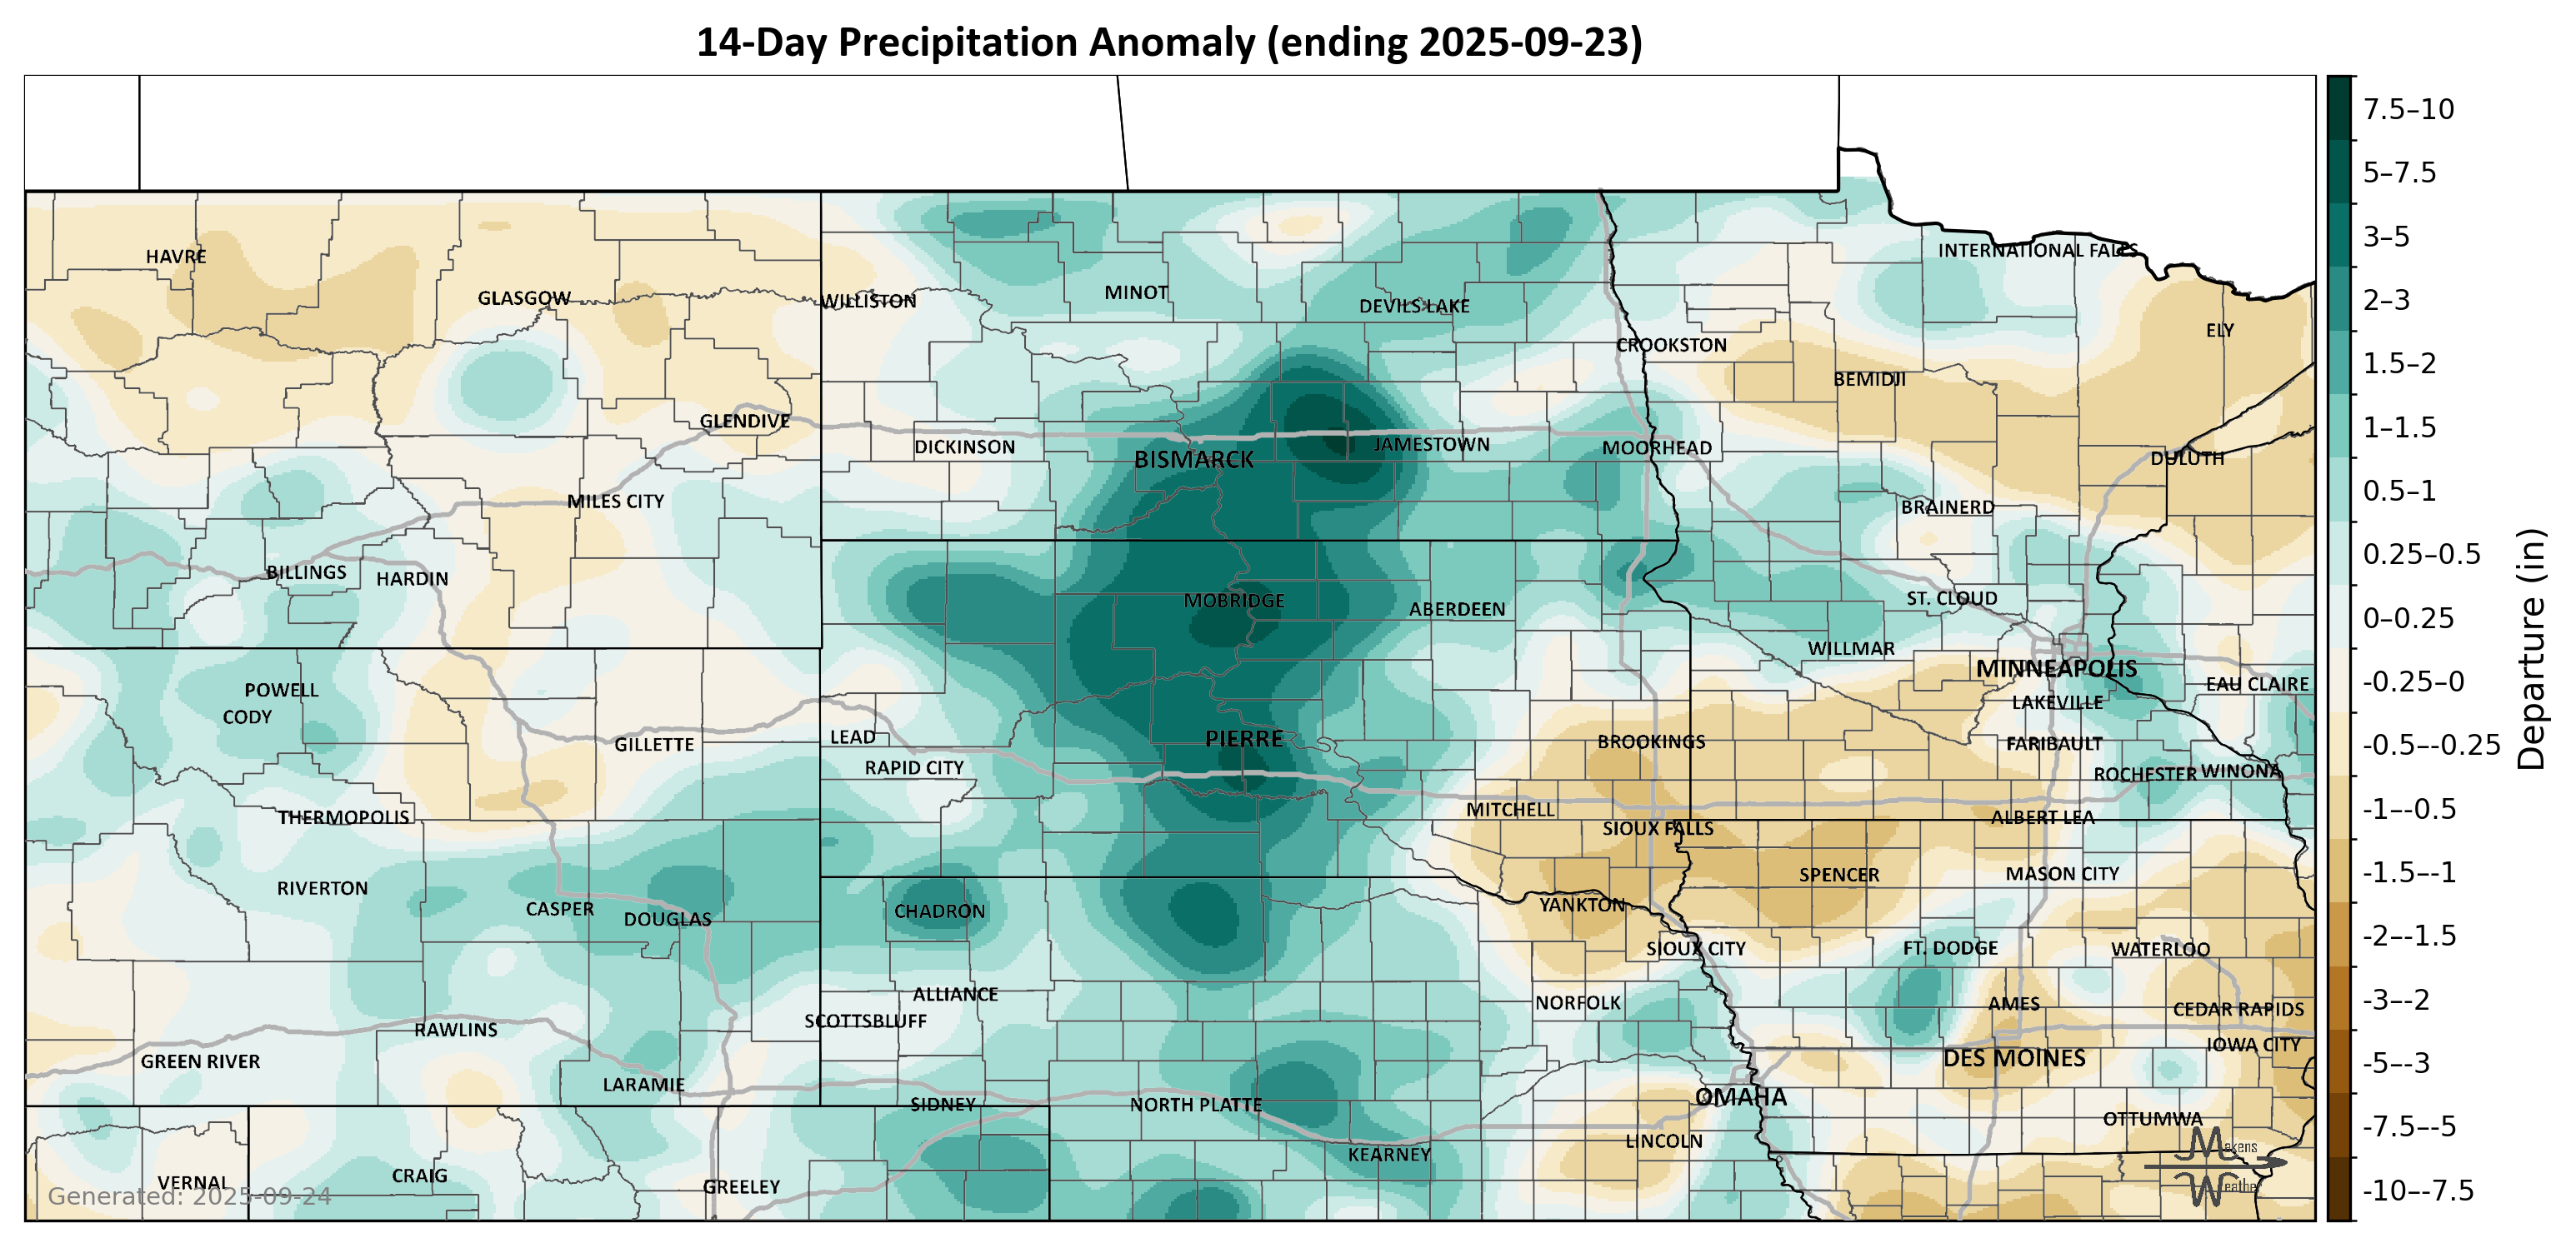 14-Day Precipitation Anomaly (ending 2025-09-23)
HAVRE
GLASGOW
WILLISTON
MINOT
DEVILS LAKE
INTERNATIONAL FALLS
ELY
CROOKSTON
BEMIDJI
GLENDIVE
DICKINSON
BISMARCK
JAMESTOWN
MOORHEAD
DULUTH
MILES CITY
BRAINERD
BILLINGS
HARDIN
MOBRIDGE
ABERDEEN
ST. CLOUD
WILLMAR
MINNEAPOLIS
EAU CLAIRE
POWELL
CODY
LAKEVILLE
GILLETTE
LEAD
PIERRE
BROOKINGS
FARIBAULT
RAPID CITY
ROCHESTER
WINONA
THERMOPOLIS
MITCHELL
SIOUX FALLS
ALBERT LEA
RIVERTON
CASPER
DOUGLAS
CHADRON
YANKTON
SPENCER
MASON CITY
SIOUX CITY
FT. DODGE
WATERLOO
ALLIANCE
SCOTTSBLUFF
NORFOLK
AMES
CEDAR RAPIDS
RAWLINS
GREEN RIVER
DES MOINES
IOWA CITY
LARAMIE
SIDNEY
NORTH PLATTE
OMAHA
OTTUMWA
LINCOLN
KEARNEY
VERNAL
CRAIG
GREELEY
Generated: 2025-09-24
Makens
Weather
7.5–10
5–7.5
3–5
2–3
1.5–2
1–1.5
0.5–1
0.25–0.5
0–0.25
-0.25–0
-0.5–-0.25
-1–-0.5
-1.5–-1
-2–-1.5
-3–-2
-5–-3
-7.5–-5
-10–-7.5
Departure (in)